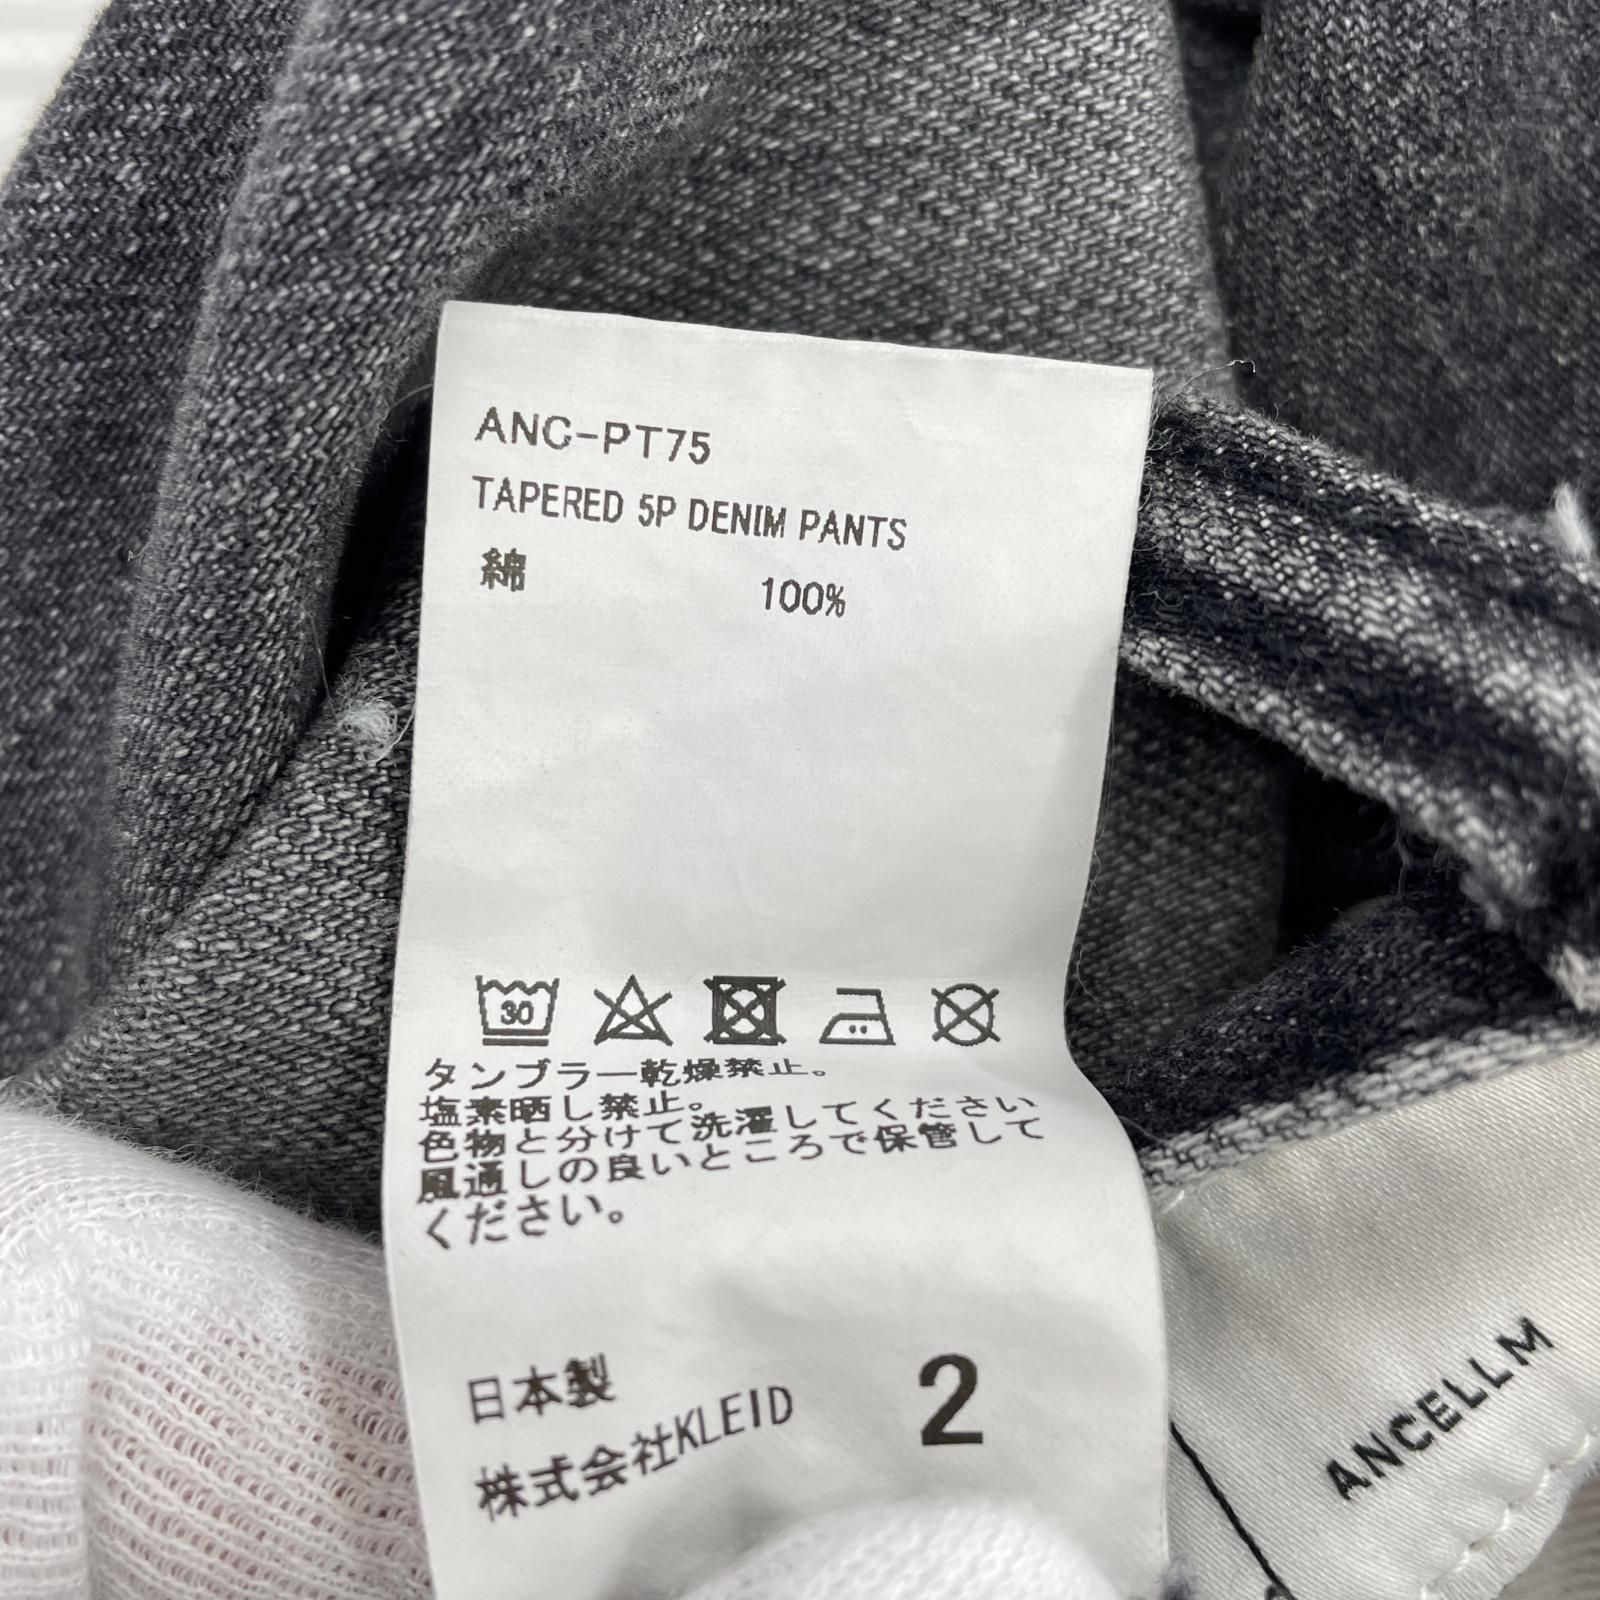 ANC-PT75
TAPERED 5P DENIM PANTS
綿 100%
30
タンブラー乾燥禁止。
塩素晒し禁止。
色物と分けて洗濯してください
風通しの良いところで保管して
ください。
日本製 2
株式会社KLEID
ANCELLM